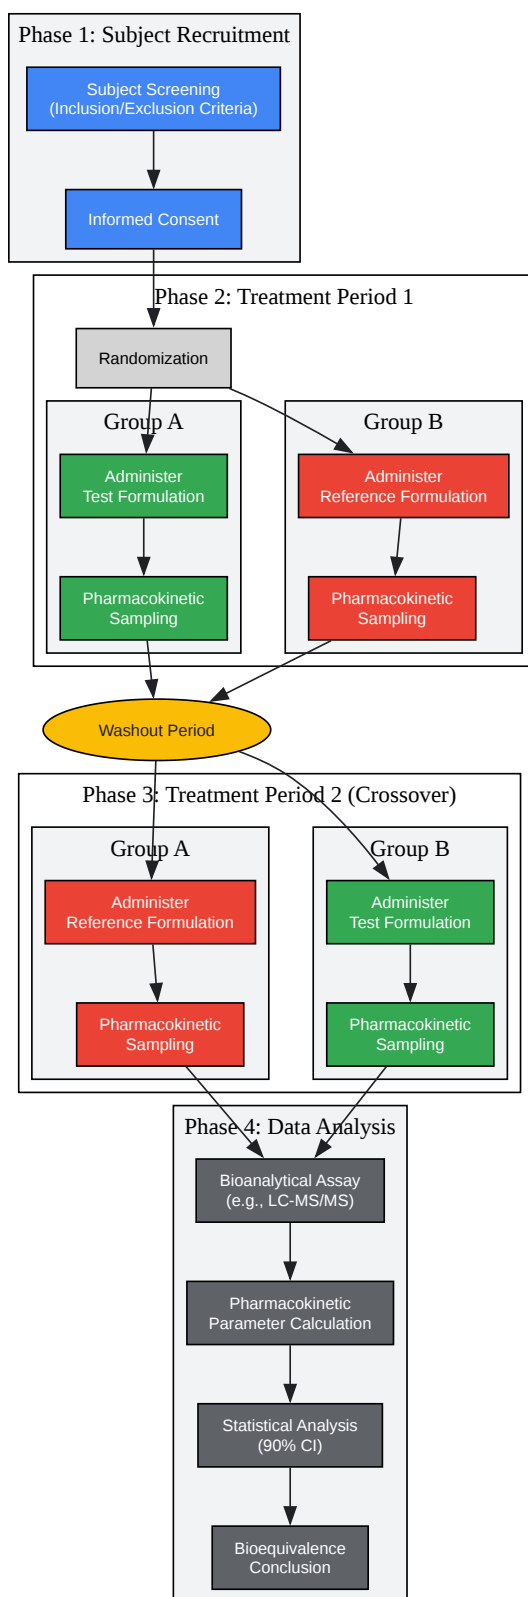 Phase 1: Subject Recruitment
Subject Screening
(Inclusion/Exclusion Criteria)
Informed Consent
Phase 2: Treatment Period 1
Randomization
Group A
Group B
Administer
Test Formulation
Administer
Reference Formulation
Pharmacokinetic
Sampling
Pharmacokinetic
Sampling
Washout Period
Phase 3: Treatment Period 2 (Crossover)
Group A
Group B
Administer
Reference Formulation
Administer
Test Formulation
Pharmacokinetic
Sampling
Pharmacokinetic
Sampling
Phase 4: Data Analysis
Bioanalytical Assay
(e.g., LC-MS/MS)
Pharmacokinetic
Parameter Calculation
Statistical Analysis
(90% CI)
Bioequivalence
Conclusion